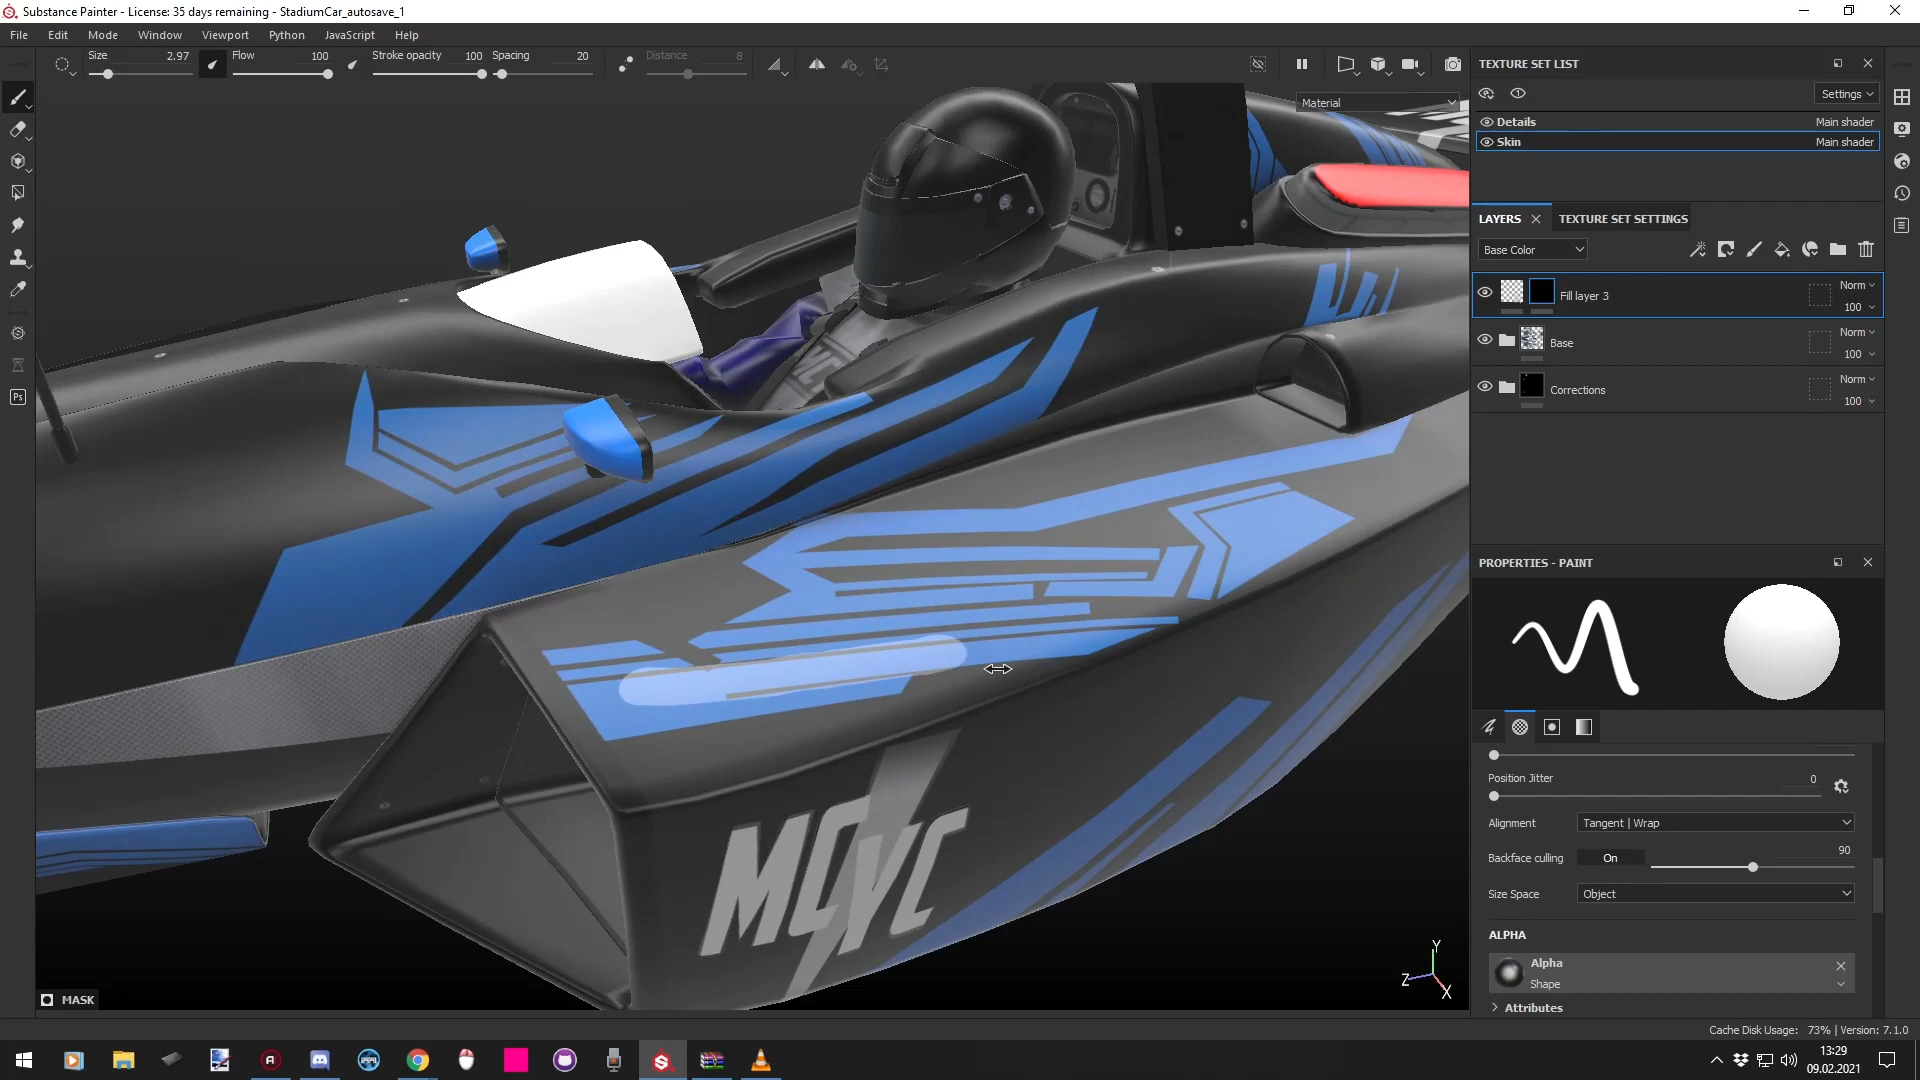 Substance Painter - License: 35 days remaining - StadiumCar_autosave_1
File Edit Mode Window Viewport Python JavaScript Help
Size 2.97 Flow 100 Stroke opacity 100 Spacing 20 Distance 8
Material
TEXTURE SET LIST
Settings
Details Main shader
Skin Main shader
LAYERS TEXTURE SET SETTINGS
Base Color
Fill layer 3 Norm 100
Base Norm 100
Corrections Norm 100
PROPERTIES - PAINT
Position Jitter 0
Alignment Tangent | Wrap
Backface culling On 90
Size Space Object
ALPHA
Alpha
Shape
Attributes
MCYC
Y
Z
X
MASK
Ps
Cache Disk Usage: 73% | Version: 7.1.0
13:29
09.02.2021